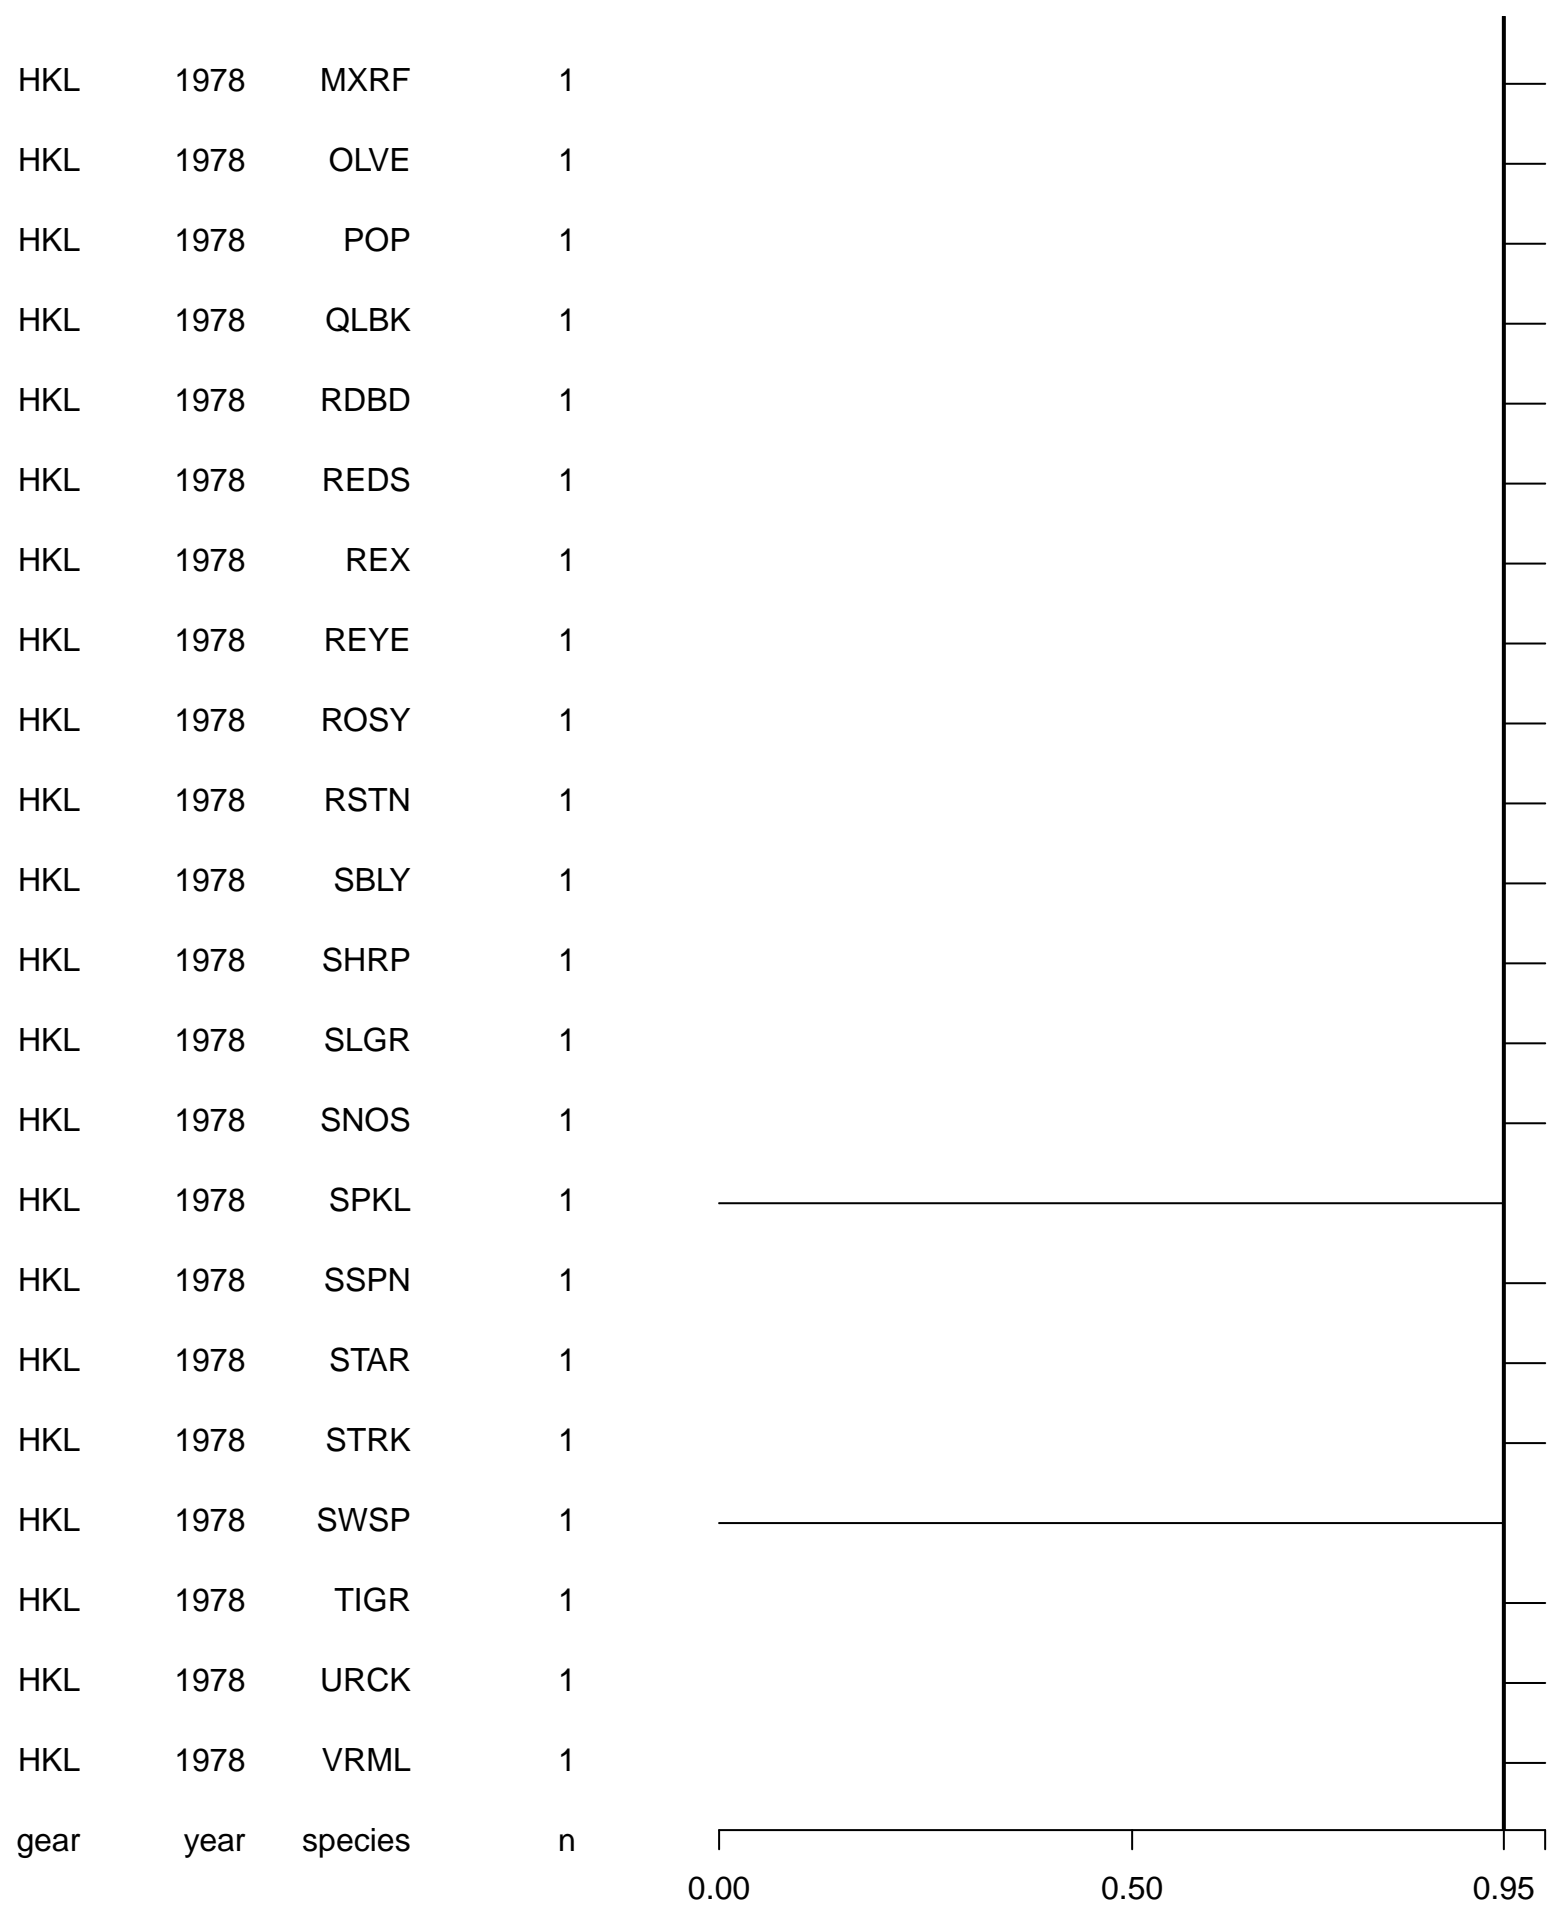 HKL 1978 MXRF 1
HKL 1978 OLVE 1
HKL 1978 POP 1
HKL 1978 QLBK 1
HKL 1978 RDBD 1
HKL 1978 REDS 1
HKL 1978 REX 1
HKL 1978 REYE 1
HKL 1978 ROSY 1
HKL 1978 RSTN 1
HKL 1978 SBLY 1
HKL 1978 SHRP 1
HKL 1978 SLGR 1
HKL 1978 SNOS 1
HKL 1978 SPKL 1
HKL 1978 SSPN 1
HKL 1978 STAR 1
HKL 1978 STRK 1
HKL 1978 SWSP 1
HKL 1978 TIGR 1
HKL 1978 URCK 1
HKL 1978 VRML 1
gear year species n
0.00 0.50 0.95